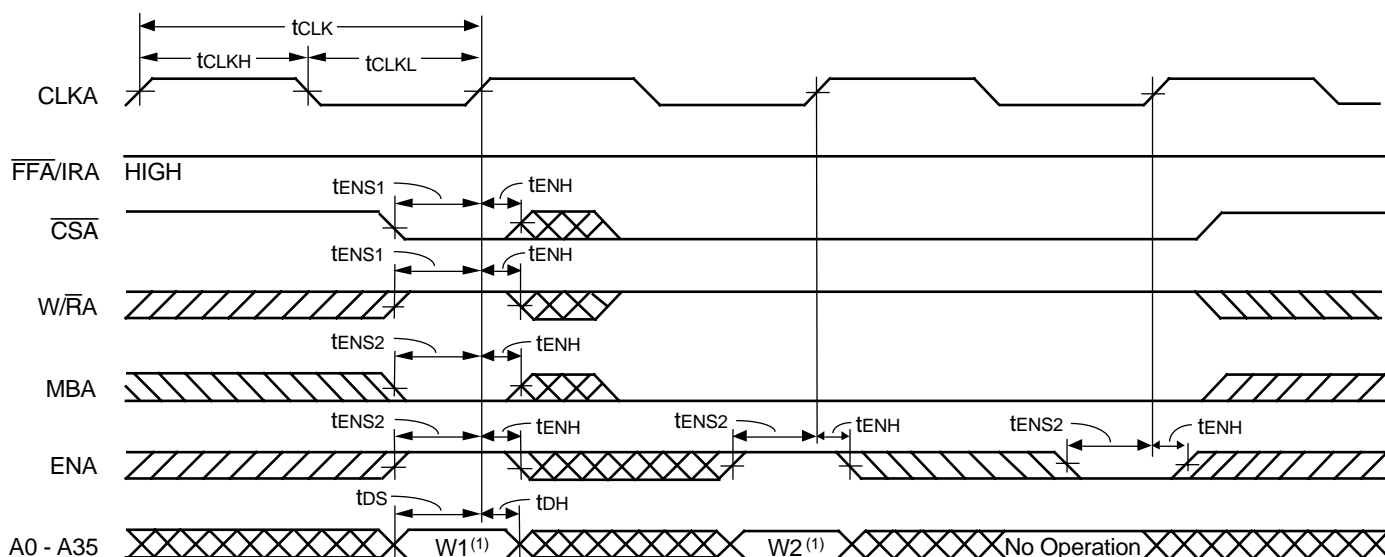 tCLK
tCLKH tCLKL
CLKA
FFA/IRA HIGH
tENS1 tENH
CSA
tENS1 tENH
W/RA
tENS2 tENH
MBA
tENS2 tENH tENS2 tENH tENS2 tENH
ENA
tDS tDH
A0 - A35 W1(1) W2(1) No Operation